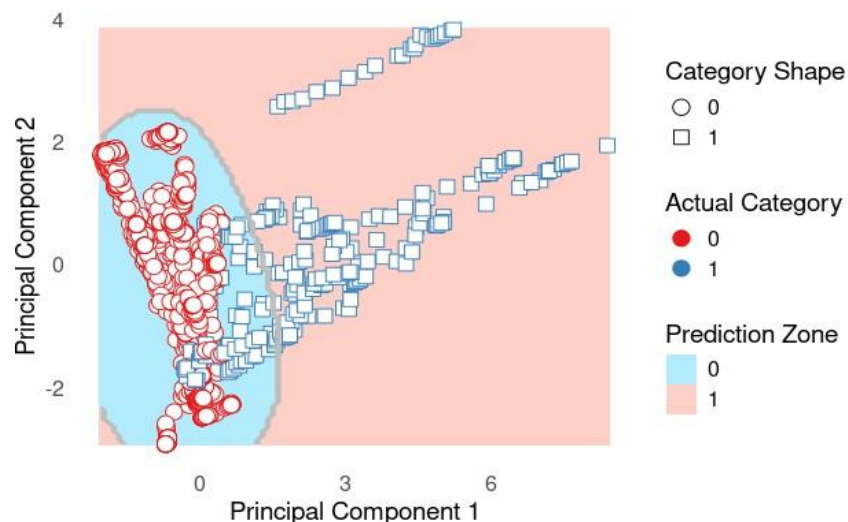 4
2
0
-2
Principal Component 2
0
3
6
Principal Component 1
Category Shape
0
1
Actual Category
0
1
Prediction Zone
0
1